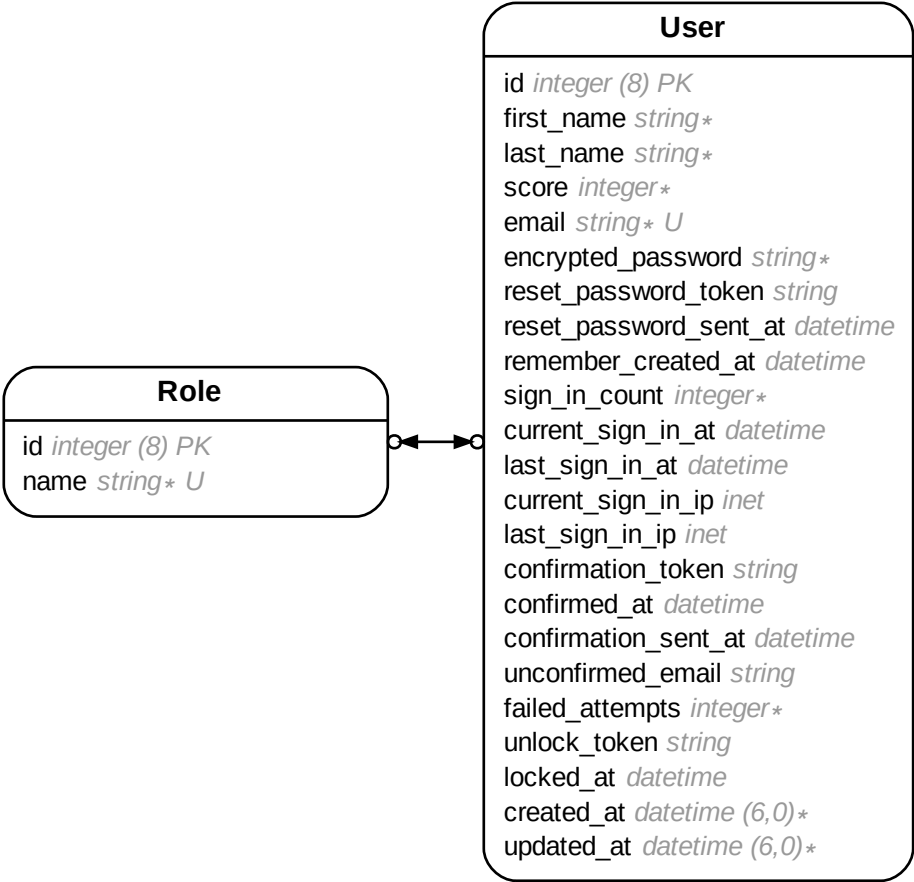 Role
id integer (8) PK
name string∗ U
User
id integer (8) PK
first_name string∗
last_name string∗
score integer∗
email string∗ U
encrypted_password string∗
reset_password_token string
reset_password_sent_at datetime
remember_created_at datetime
sign_in_count integer∗
current_sign_in_at datetime
last_sign_in_at datetime
current_sign_in_ip inet
last_sign_in_ip inet
confirmation_token string
confirmed_at datetime
confirmation_sent_at datetime
unconfirmed_email string
failed_attempts integer∗
unlock_token string
locked_at datetime
created_at datetime (6,0)∗
updated_at datetime (6,0)∗